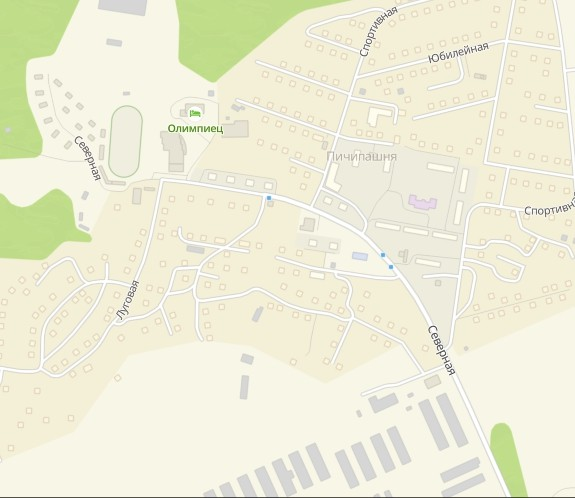 Спортивная
Юбилейная
Олимпиец
Северная
Пичипашня
Спортивна
Луговая
Северная